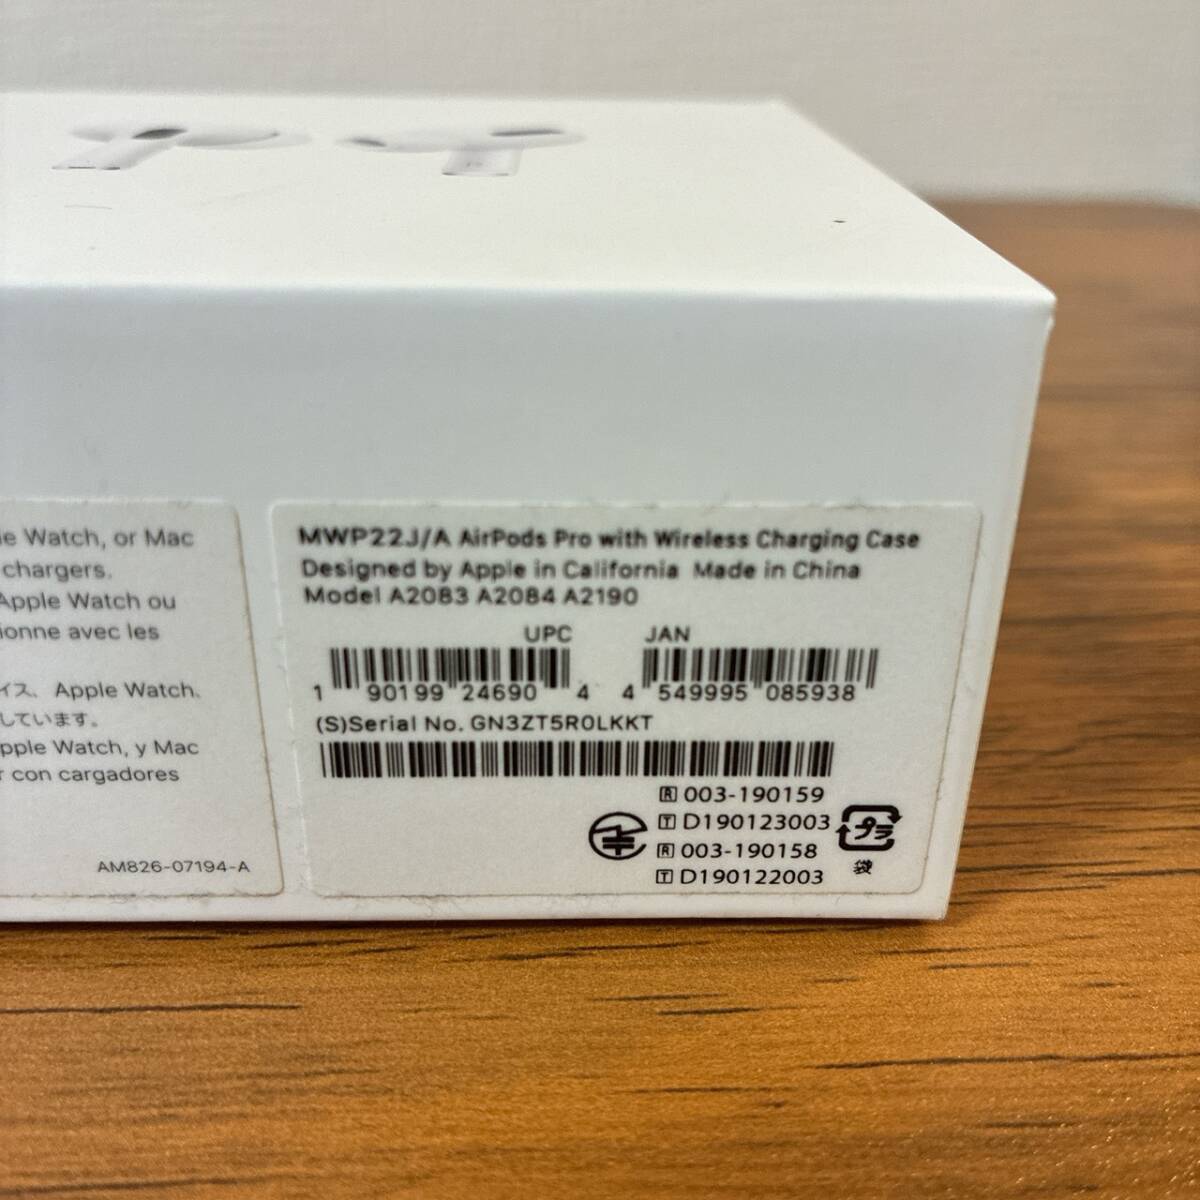 le Watch, or Mac
chargers.
Apple Watch ou
ionne avec les
イス、Apple Watch、
しています。
pple Watch, y Mac
r con cargadores
AM826-07194-A
MWP22J/A AirPods Pro with Wireless Charging Case
Designed by Apple in California Made in China
Model A2083 A2084 A2190
UPC JAN
1 90199 24690 4 4 549995 085938
(S)Serial No. GN3ZT5R0LKKT
R 003-190159
T D190123003
R 003-190158
T D190122003
プラ
袋